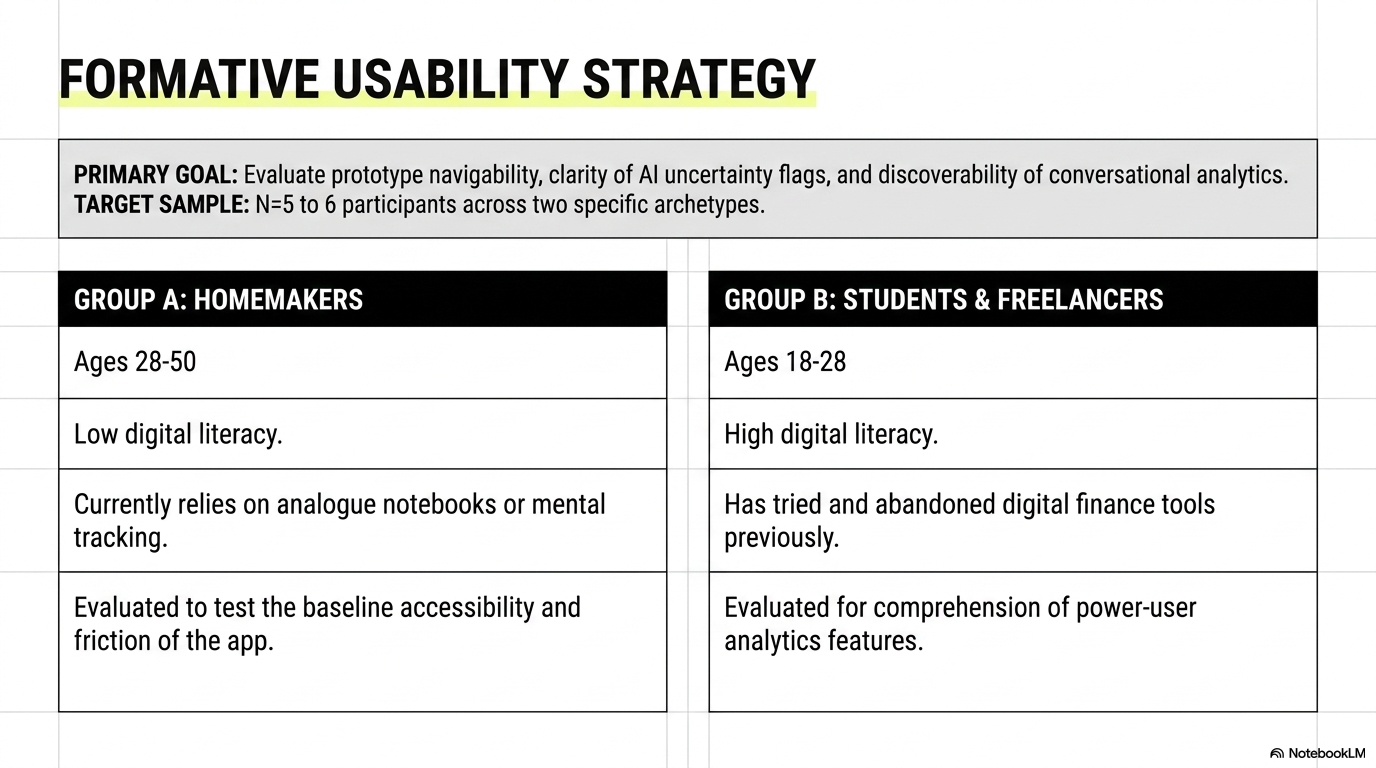 FORMATIVE USABILITY STRATEGY
PRIMARY GOAL: Evaluate prototype navigability, clarity of AI uncertainty flags, and discoverability of conversational analytics.
TARGET SAMPLE: N=5 to 6 participants across two specific archetypes.
GROUP A: HOMEMAKERS
Ages 28-50
Low digital literacy.
Currently relies on analogue notebooks or mental
tracking.
Evaluated to test the baseline accessibility and
friction of the app.
GROUP B: STUDENTS & FREELANCERS
Ages 18-28
High digital literacy.
Has tried and abandoned digital finance tools
previously.
Evaluated for comprehension of power-user
analytics features.
NotebookLM